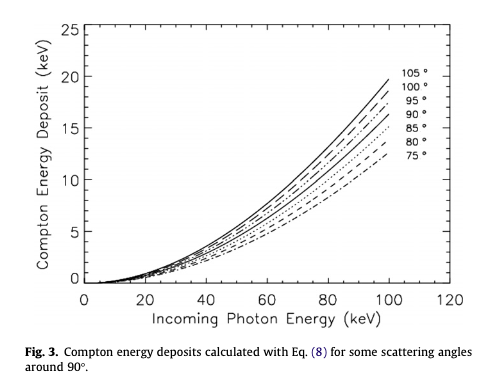 25
20
15
10
5
0
Compton Energy Deposit (keV)
105 °
100 °
95 °
90 °
85 °
80 °
75 °
0 20 40 60 80 100 120
Incoming Photon Energy (keV)
Fig. 3. Compton energy deposits calculated with Eq. (8) for some scattering angles
around 90°.